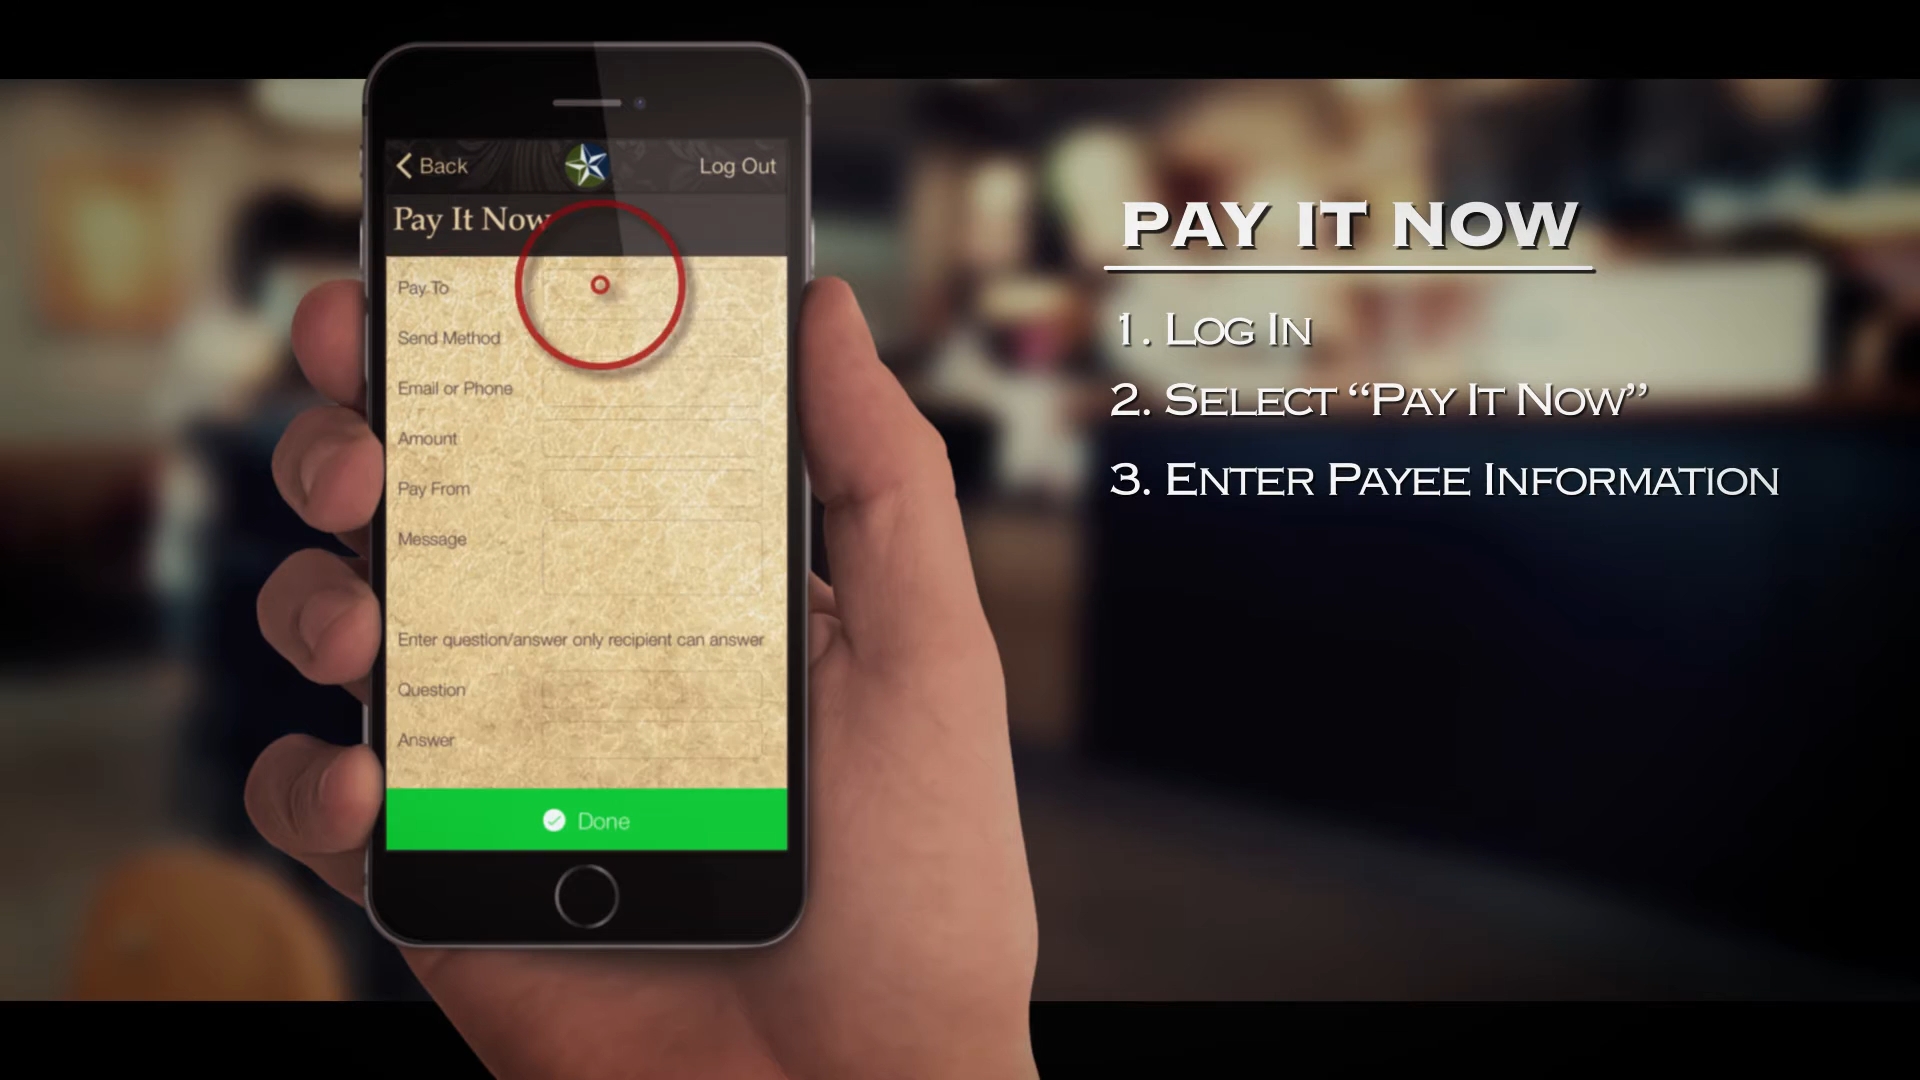 Back
Log Out
Pay It Now
Pay To
Send Method
Email or Phone
Amount
Pay From
Message
Enter question/answer only recipient can answer
Question
Answer
Done
PAY IT NOW
1. LOG IN
2. SELECT “PAY IT NOW”
3. ENTER PAYEE INFORMATION